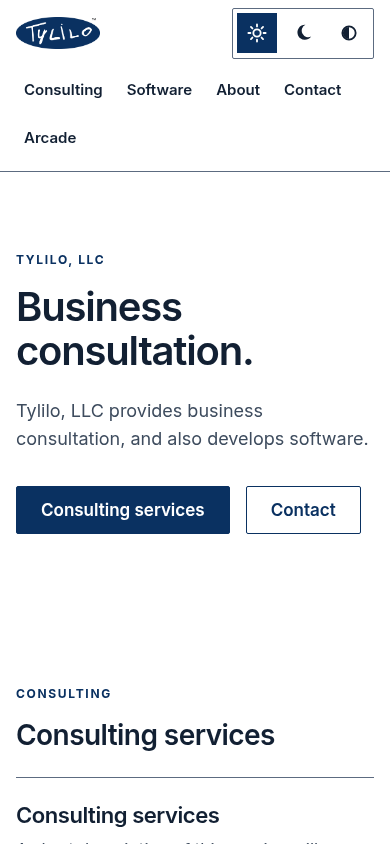 Tylilo™
Consulting Software About Contact
Arcade
TYLILO, LLC
Business
consultation.
Tylilo, LLC provides business
consultation, and also develops software.
Consulting services Contact
CONSULTING
Consulting services
Consulting services